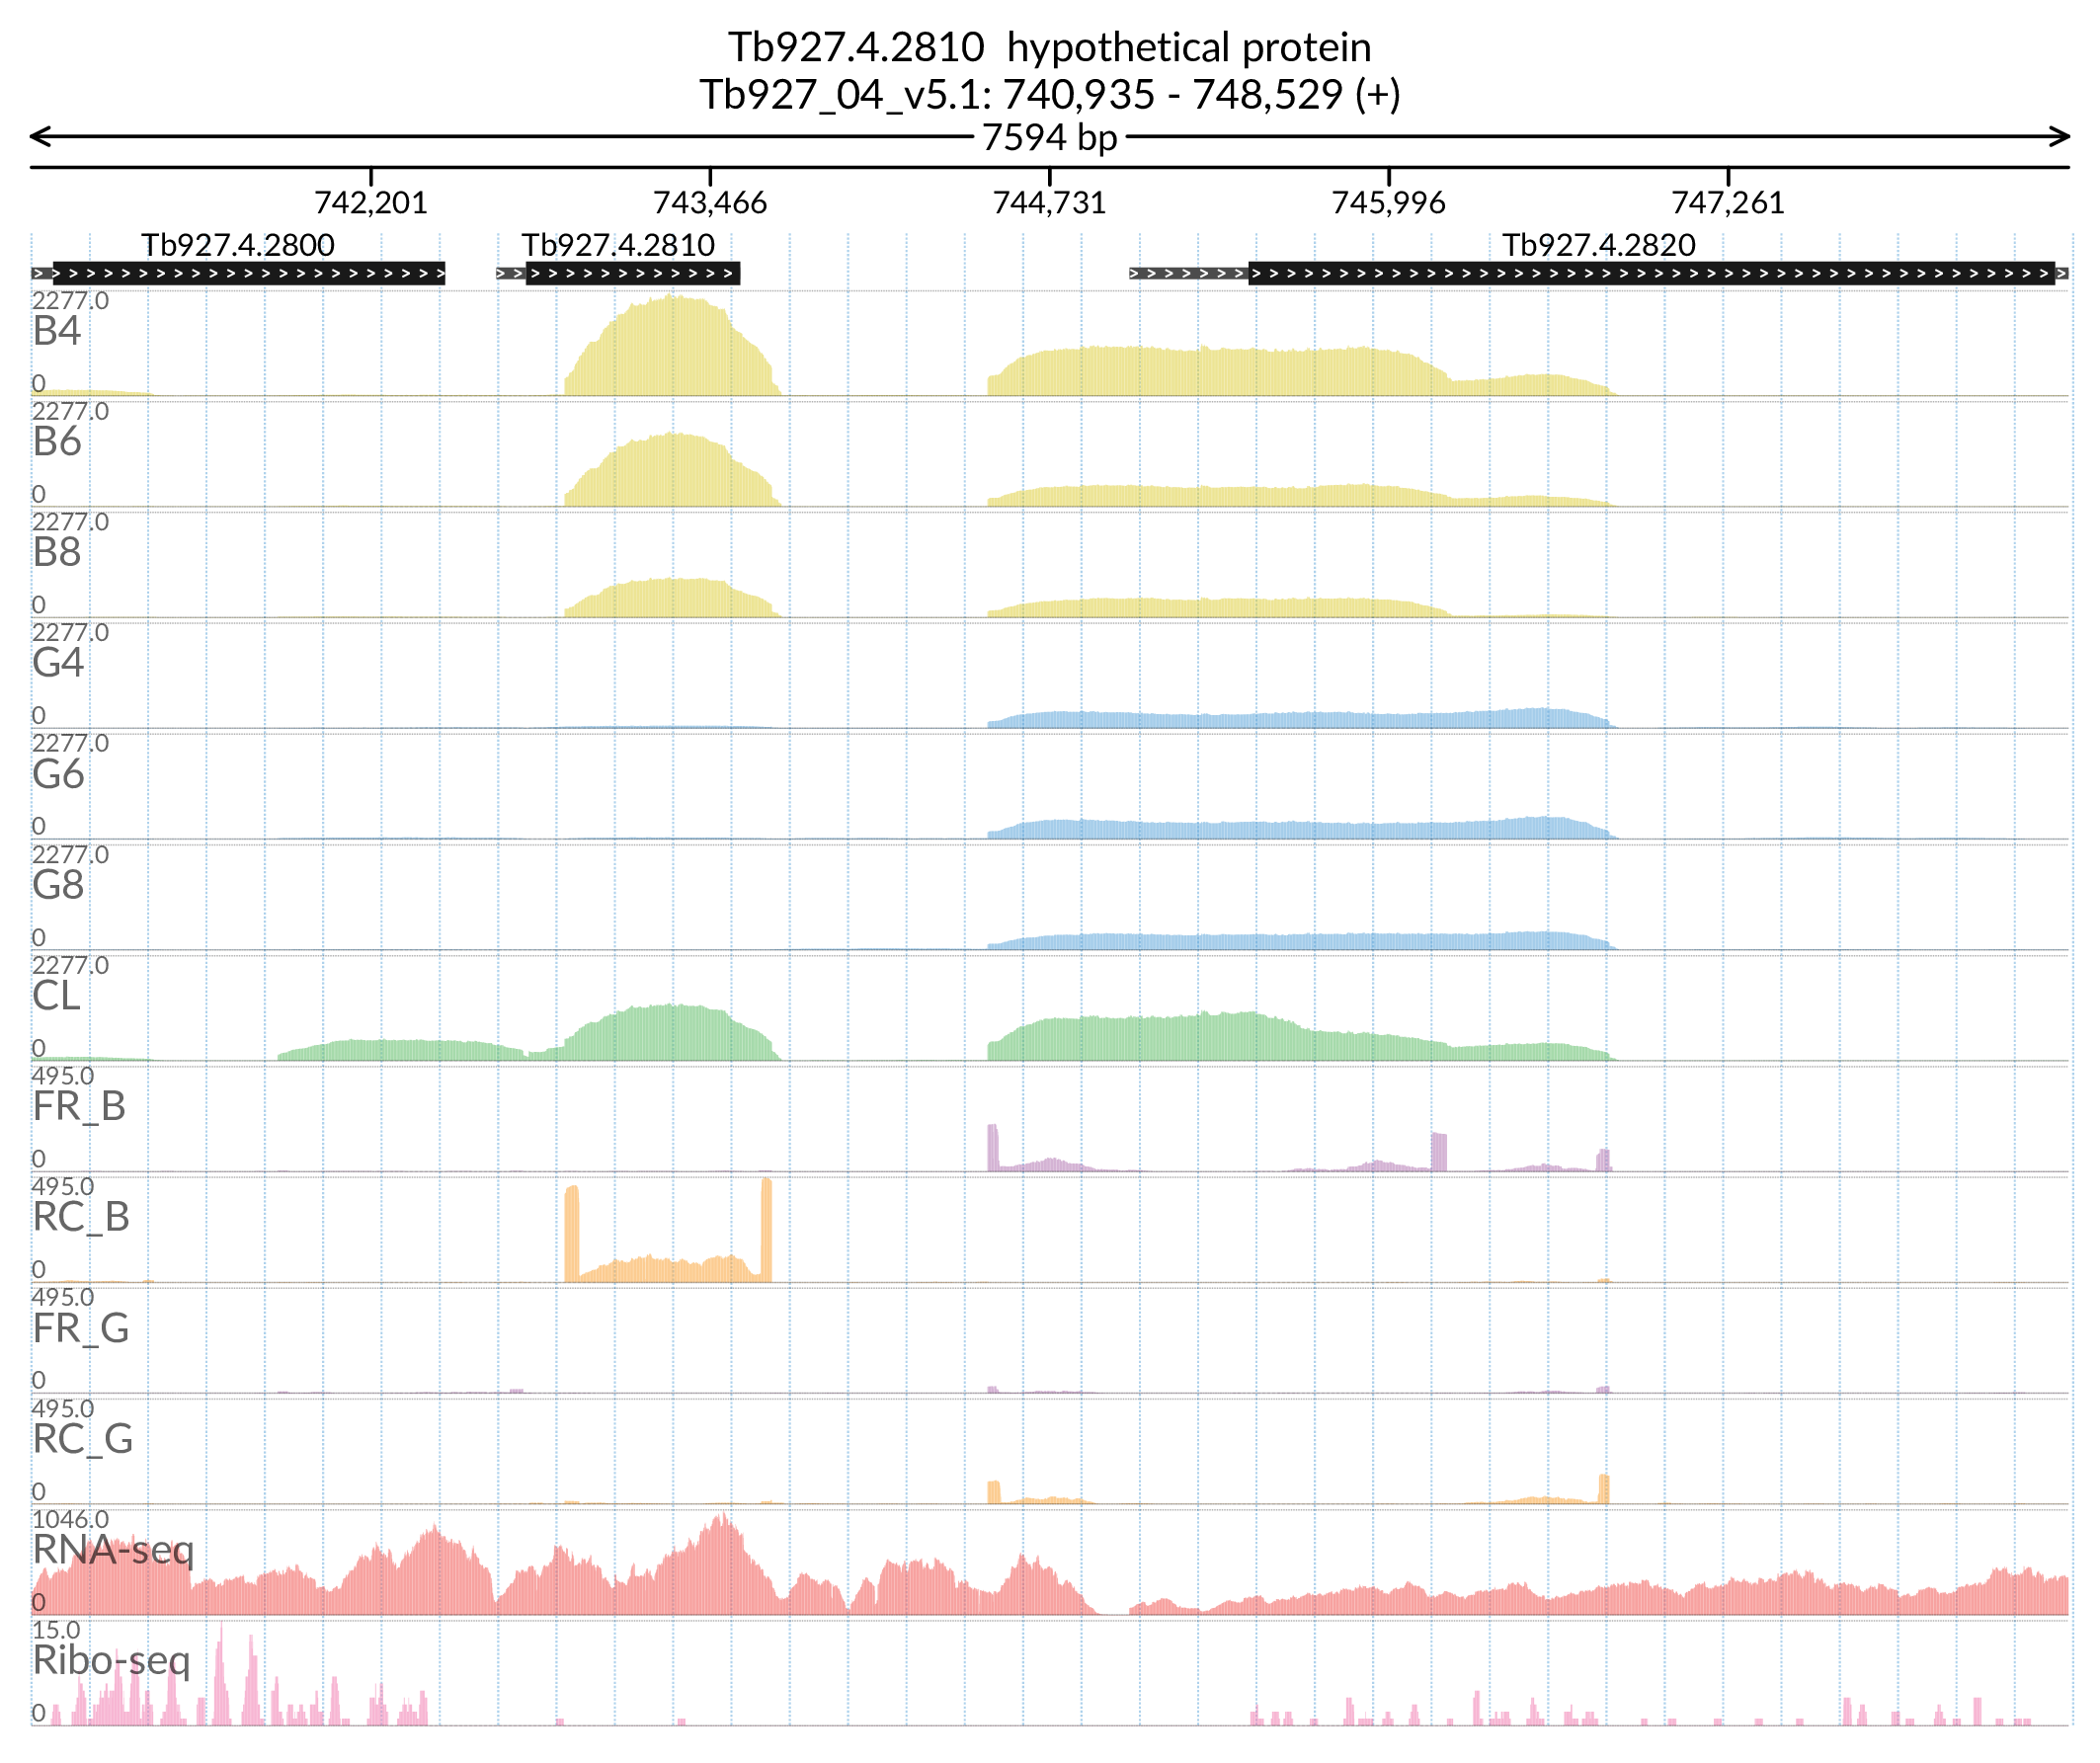 Tb927.4.2810  hypothetical protein
Tb927_04_v5.1: 740,935 - 748,529 (+)
7594 bp
742,201 743,466 744,731 745,996 747,261
Tb927.4.2800 Tb927.4.2810 Tb927.4.2820
2277.0
B4
0
2277.0
B6
0
2277.0
B8
0
2277.0
G4
0
2277.0
G6
0
2277.0
G8
0
2277.0
CL
0
495.0
FR_B
0
495.0
RC_B
0
495.0
FR_G
0
495.0
RC_G
0
1046.0
RNA-seq
0
15.0
Ribo-seq
0